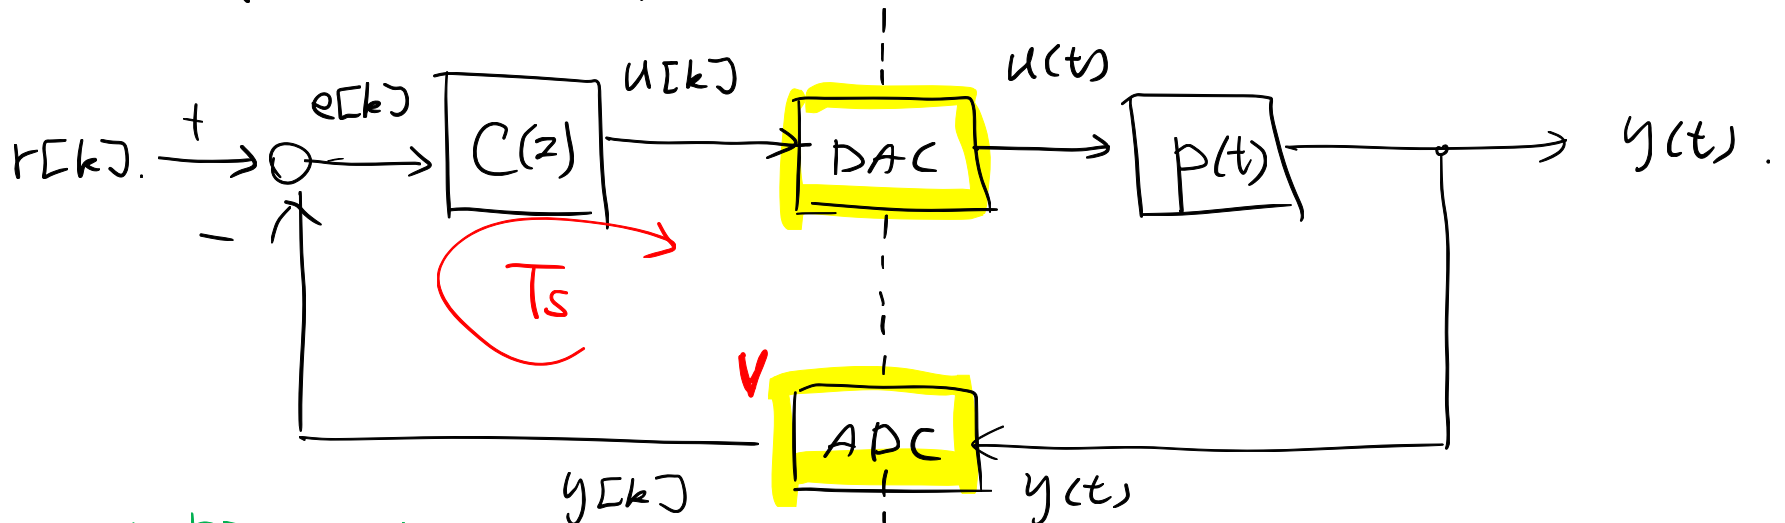 u[k]
u(t)
e[k]
+
r[k].
C(z)
DAC
p(t)
y(t).
−
Ts
ADC
y[k]
y(t)